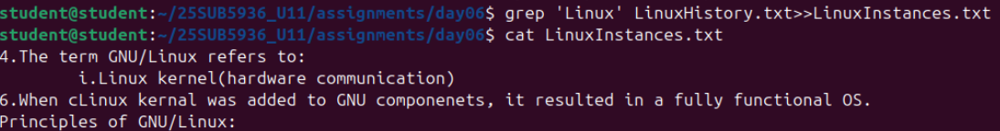 student@student:~/25SUB5936_U11/assignments/day06$ grep 'Linux' LinuxHistory.txt>>LinuxInstances.txt
student@student:~/25SUB5936_U11/assignments/day06$ cat LinuxInstances.txt
4.The term GNU/Linux refers to:
        i.Linux kernel(hardware communication)
6.When cLinux kernal was added to GNU componenets, it resulted in a fully functional OS.
Principles of GNU/Linux: